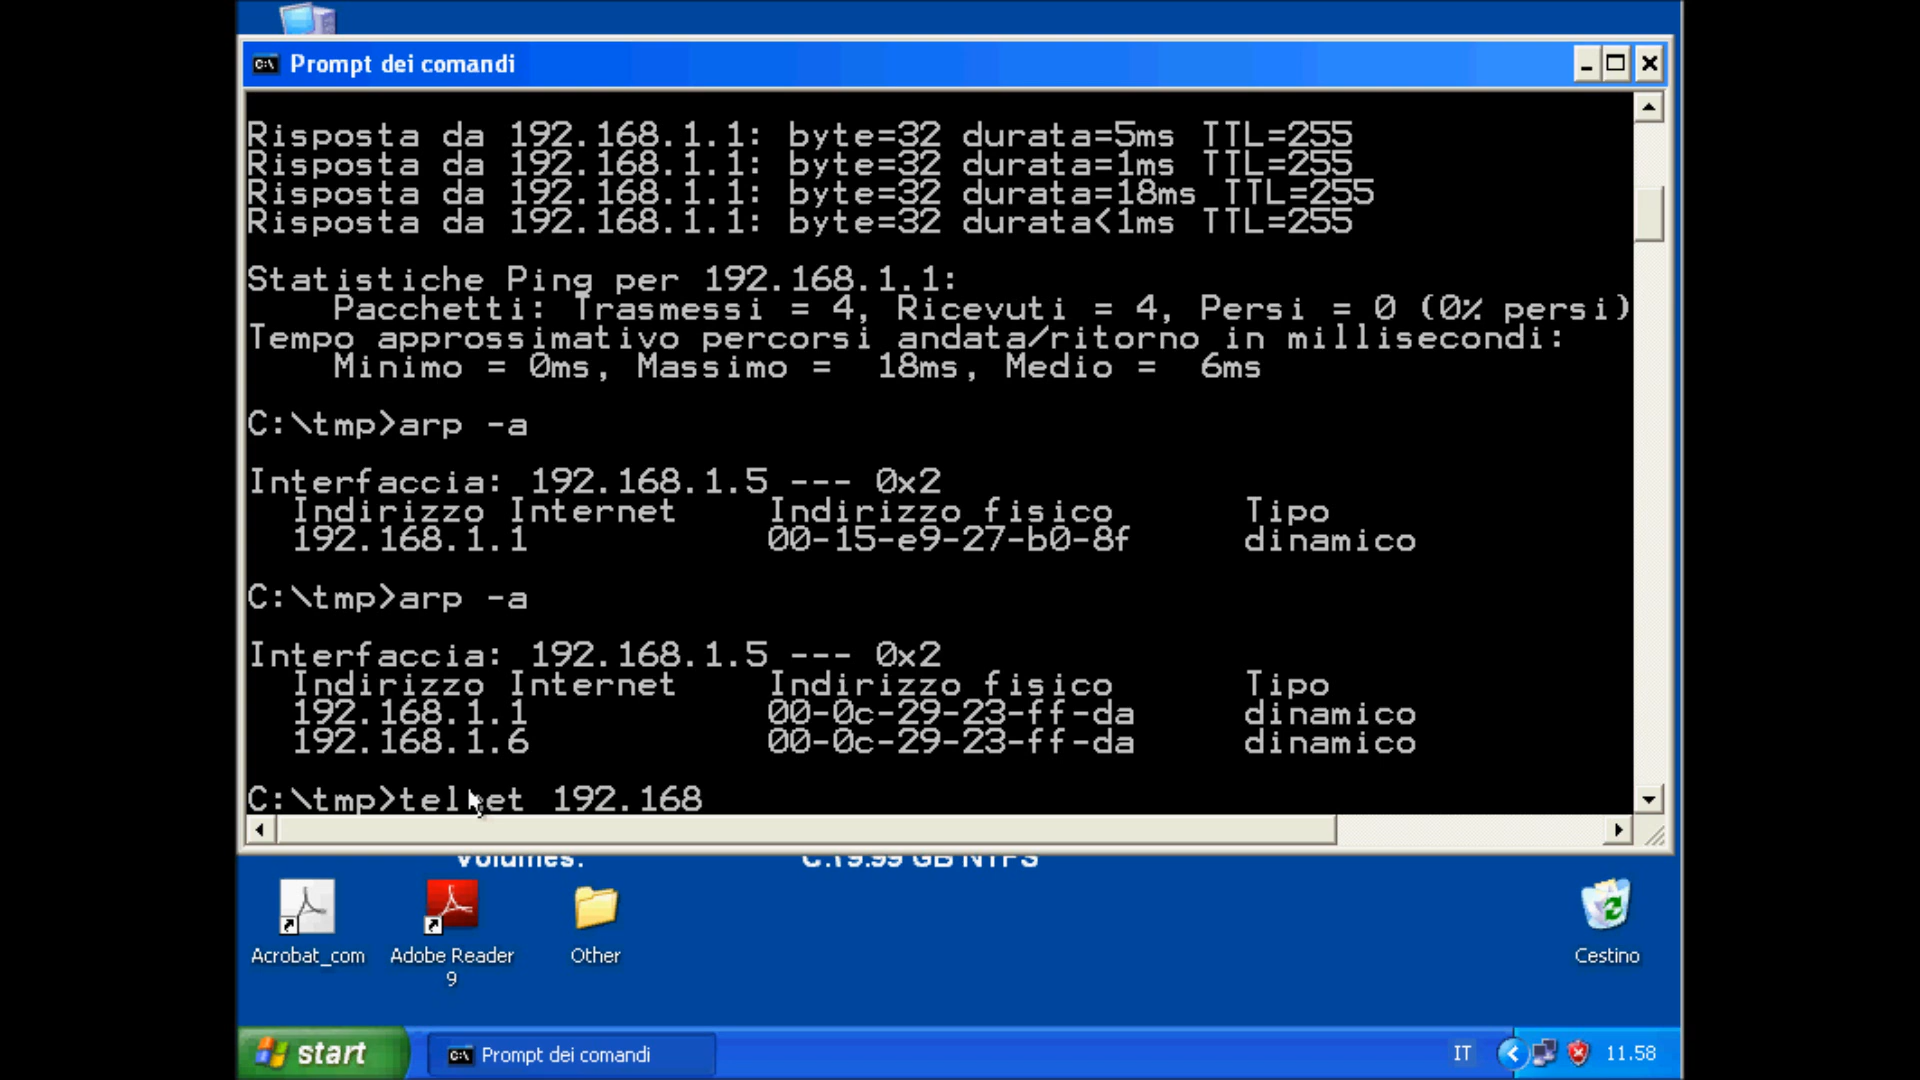 Prompt dei comandi
Risposta da 192.168.1.1: byte=32 durata=5ms TTL=255
Risposta da 192.168.1.1: byte=32 durata=1ms TTL=255
Risposta da 192.168.1.1: byte=32 durata=18ms TTL=255
Risposta da 192.168.1.1: byte=32 durata<1ms TTL=255
Statistiche Ping per 192.168.1.1:
Pacchetti: Trasmessi = 4, Ricevuti = 4, Persi = 0 (0% persi)
Tempo approssimativo percorsi andata/ritorno in millisecondi:
Minimo = 0ms, Massimo =  18ms, Medio =  6ms
C:\tmp>arp -a
Interfaccia: 192.168.1.5 --- 0x2
Indirizzo Internet Indirizzo fisico Tipo
192.168.1.1 00-15-e9-27-b0-8f dinamico
C:\tmp>arp -a
Interfaccia: 192.168.1.5 --- 0x2
Indirizzo Internet Indirizzo fisico Tipo
192.168.1.1 00-0c-29-23-ff-da dinamico
192.168.1.6 00-0c-29-23-ff-da dinamico
C:\tmp>telnet 192.168
Volumes: C:\9.99 GB NTFS
Acrobat_com
Adobe Reader
9
Other
Cestino
start
Prompt dei comandi
IT
11.58